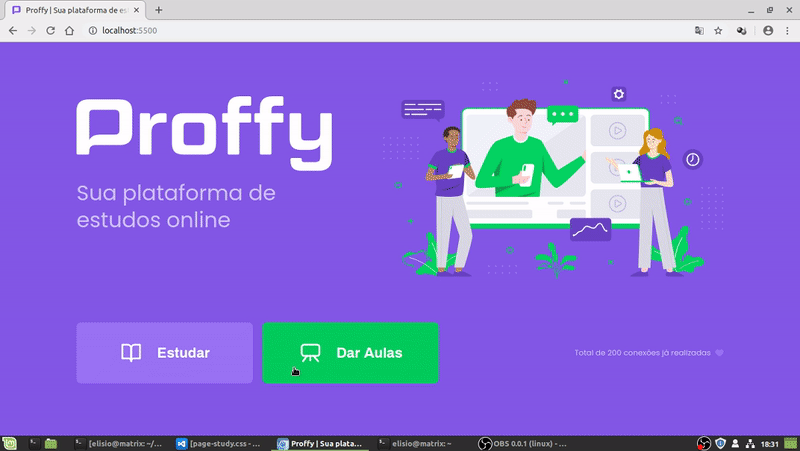 Proffy | Sua plataforma de es
localhost:5500
Proffy
Sua plataforma de
estudos online
Estudar
Dar Aulas
Total de 200 conexões já realizadas
[elisio@matrix: ~/...
[page-study.css - ...
Proffy | Sua plata...
elisio@matrix: ~
OBS 0.0.1 (linux) - ...
18:31